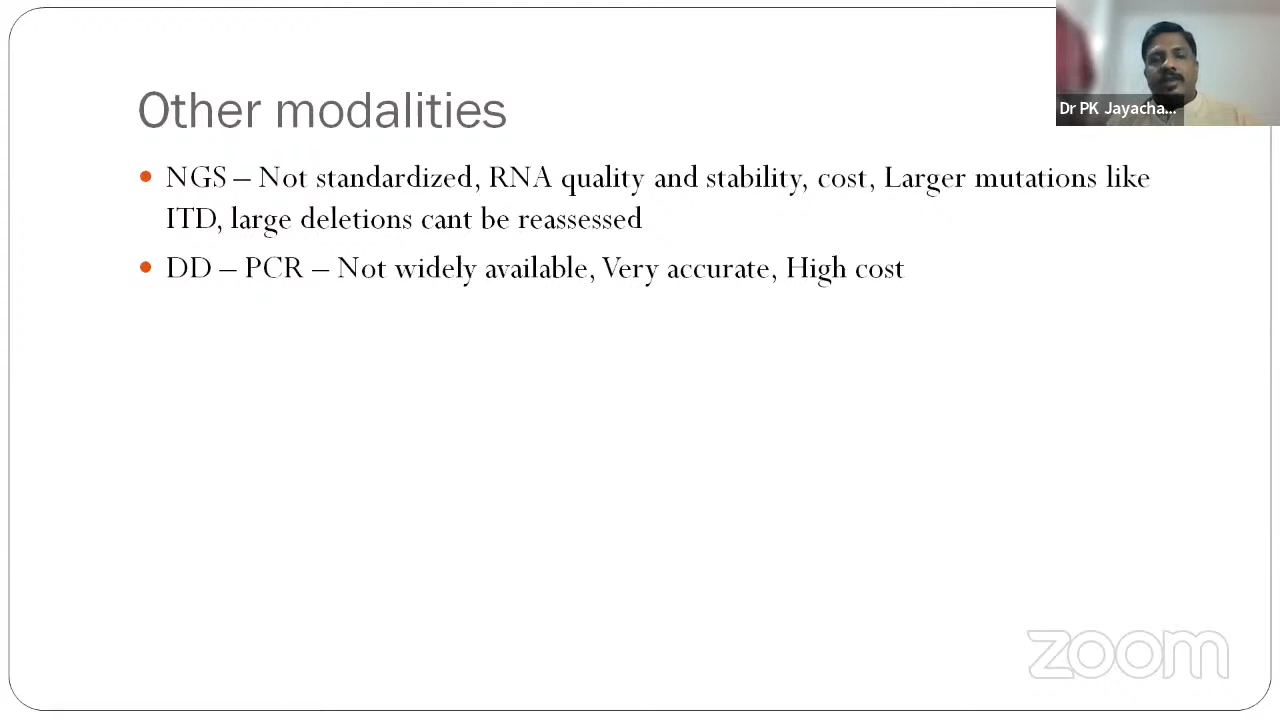 Dr PK Jayacha...
Other modalities
NGS – Not standardized, RNA quality and stability, cost, Larger mutations like
ITD, large deletions cant be reassessed
DD – PCR – Not widely available, Very accurate, High cost
zoom